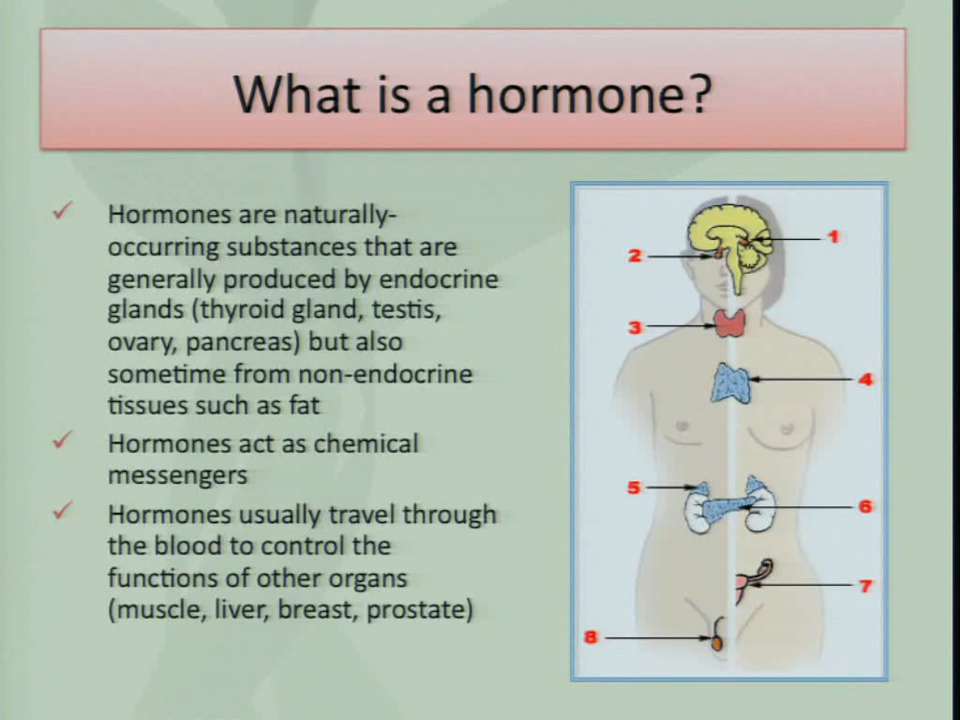 What is a hormone?
✓ Hormones are naturally-
occurring substances that are
generally produced by endocrine
glands (thyroid gland, testis,
ovary, pancreas) but also
sometime from non-endocrine
tissues such as fat
✓ Hormones act as chemical
messengers
✓ Hormones usually travel through
the blood to control the
functions of other organs
(muscle, liver, breast, prostate)
1
2
3
4
5
6
7
8